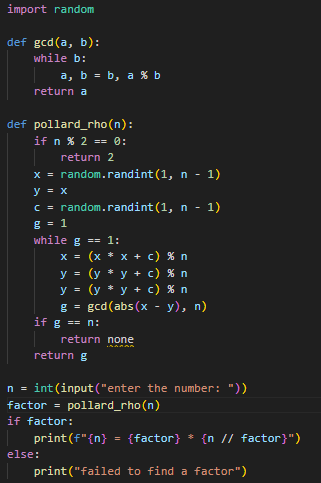 import random

def gcd(a, b):
    while b:
        a, b = b, a % b
    return a

def pollard_rho(n):
    if n % 2 == 0:
        return 2
    x = random.randint(1, n - 1)
    y = x
    c = random.randint(1, n - 1)
    g = 1
    while g == 1:
        x = (x * x + c) % n
        y = (y * y + c) % n
        y = (y * y + c) % n
        g = gcd(abs(x - y), n)
    if g == n:
        return none
    return g

n = int(input("enter the number: "))
factor = pollard_rho(n)
if factor:
    print(f"{n} = {factor} * {n // factor}")
else:
    print("failed to find a factor")